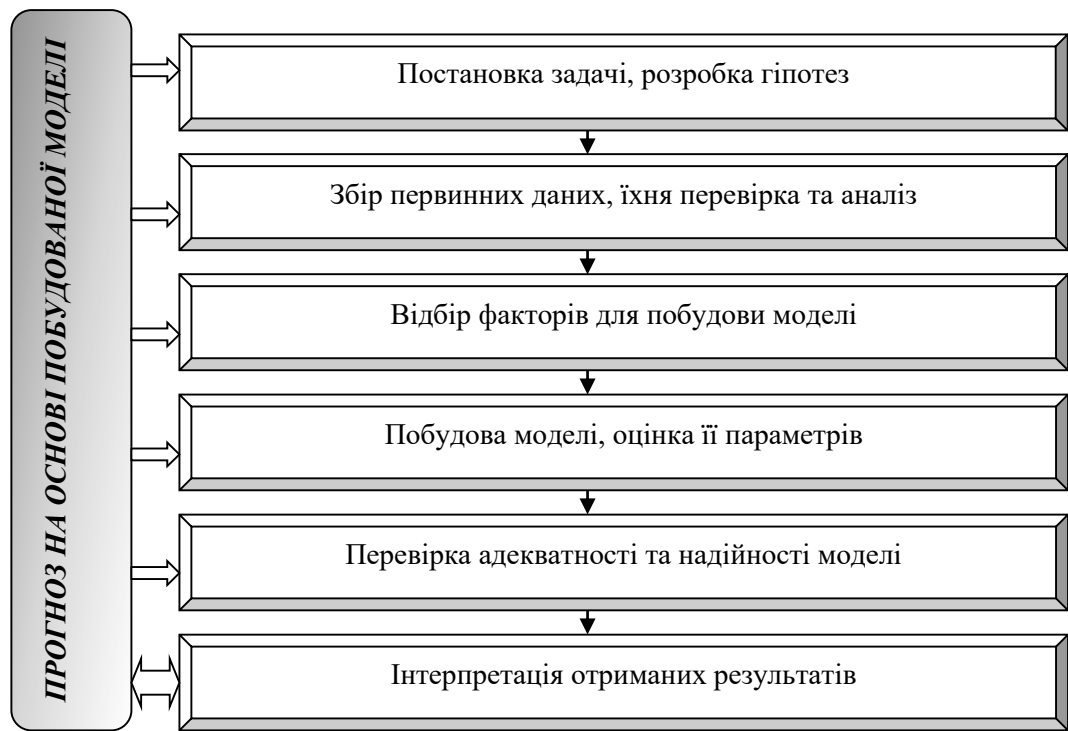 ПРОГНОЗ НА ОСНОВІ ПОБУДОВАНОЇ МОДЕЛІ
Постановка задачі, розробка гіпотез
Збір первинних даних, їхня перевірка та аналіз
Відбір факторів для побудови моделі
Побудова моделі, оцінка її параметрів
Перевірка адекватності та надійності моделі
Інтерпретація отриманих результатів